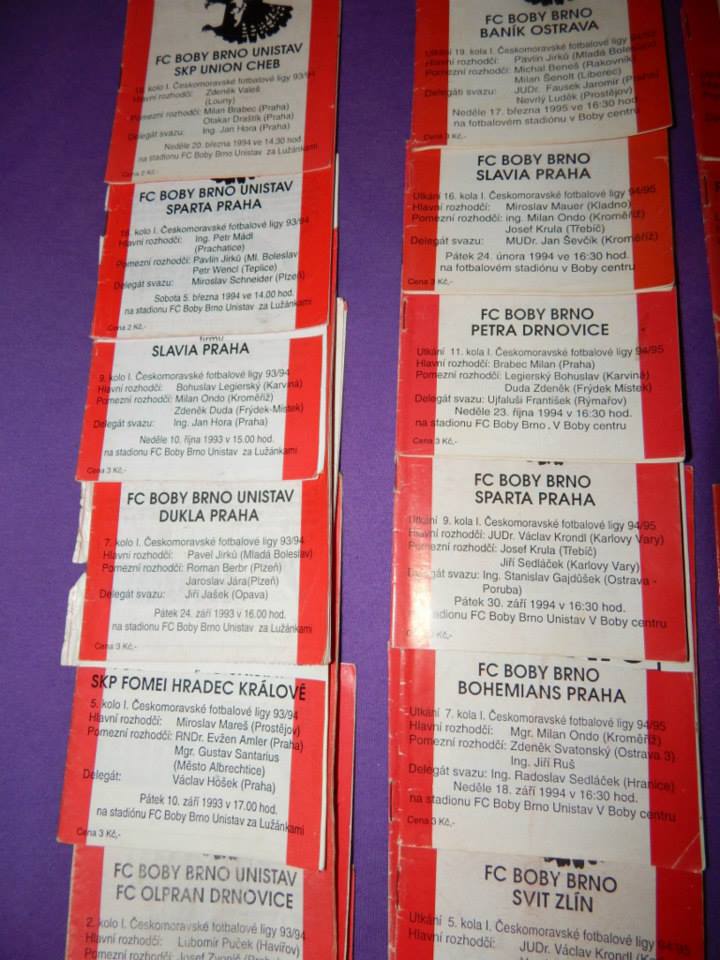 FC BOBY BRNO UNISTAV
SKP UNION CHEB
18. kolo I. Českomoravské fotbalové ligy 93/94
Hlavní rozhodčí: Zdeněk Valeš
(Louny)
Pomezní rozhodčí: Milan Brabec (Praha)
Otakar Draštík (Praha)
Delegát svazu: Ing. Jan Hora (Praha)
Neděle 20. března 1994 ve 14.30 hod.
na stadionu FC Boby Brno Unistav za Lužánkami
Cena 2 Kč,-
FC BOBY BRNO UNISTAV
SPARTA PRAHA
kolo I. Českomoravské fotbalové ligy 93/94
Hlavní rozhodčí: Ing. Petr Mádl
(Prachatice)
Pomezní rozhodčí: Pavlín Jirků (Ml. Boleslav
Petr Wencl (Teplice)
Delegát svazu: Miroslav Schneider (Plzeň)
Sobota 5. března 1994 ve 14.00 hod.
na stadionu FC Boby Brno Unistav za Lužánkami
Cena 2 Kč,-
firmu
SLAVIA PRAHA
9. kolo I. Českomoravské fotbalové ligy 93/94
Hlavní rozhodčí: Bohuslav Legierský (Karviná)
Pomezní rozhodčí: Milan Ondo (Kroměříž)
Zdeněk Duda (Frýdek-Místek)
Delegát svazu: Ing. Jan Hora (Praha)
Neděle 10. října 1993 v 15.00 hod.
na stadionu FC Boby Brno Unistav za Lužánkami
Cena 3 Kč,-
FC BOBY BRNO UNISTAV
DUKLA PRAHA
7. kolo I. Českomoravské fotbalové ligy 93/94
Hlavní rozhodčí: Pavel Jirků (Mladá Boleslav)
Pomezní rozhodčí: Roman Berbr (Plzeň)
Jaroslav Jára(Plzeň)
Delegát svazu: Jiří Jašek (Opava)
Pátek 24. září 1993 v 16.00 hod.
na stadionu FC Boby Brno Unistav za Lužánkami
Cena 3 Kč,-
SKP FOMEI HRADEC KRÁLOVÉ
5. kolo I. Českomoravské fotbalové ligy 93/94
Hlavní rozhodčí: Miroslav Mareš (Prostějov)
Pomezní rozhodčí: RNDr. Evžen Amler (Praha)
Mgr. Gustav Santarius
(Město Albrechtice)
Delegát: Václav Höšek (Praha)
Pátek 10. září 1993 v 17.00 hod.
na stadiónu FC Boby Brno Unistav za Lužánkami
Cena 3 Kč,-
FC BOBY BRNO UNISTAV
FC OLPRAN DRNOVICE
2. kolo I. Českomoravské fotbalové ligy 93/94
Hlavní rozhodčí: Lubomír Puček (Havířov)
Pomezní rozhodčí: Josef
FC BOBY BRNO
BANÍK OSTRAVA
Utkání 19. kola I. Českomoravské fotbalové ligy 94/95
Hlavní rozhodčí: Pavlín Jirků (Mladá Boleslav)
Pomezní rozhodčí: Michal Beneš (Rakovník)
Milan Šenolt (Liberec)
Delegáti svazu: JUDr. Fausek Jaromír
Nevrlý Luděk (Prostějov)
Neděle 17. března 1995 ve 16:30 hod.
na fotbalovém stadiónu v Boby centru
Cena 3 Kč,-
FC BOBY BRNO
SLAVIA PRAHA
Utkání 16. kola I. Českomoravské fotbalové ligy 94/95
Hlavní rozhodčí: Miroslav Mauer (Kladno)
Pomezní rozhodčí: ing. Milan Ondo (Kroměříž)
Josef Krula (Třebíč)
Delegát svazu: MUDr. Jan Ševčík (Kroměříž)
Pátek 24. února 1994 ve 16:30 hod.
na fotbalovém stadiónu v Boby centru
Cena 3 Kč,-
FC BOBY BRNO
PETRA DRNOVICE
Utkání 11. kola I. Českomoravské fotbalové ligy 94/95
Hlavní rozhodčí: Brabec Milan (Praha)
Pomezní rozhodčí: Legierský Bohuslav (Karviná)
Duda Zdeněk (Frýdek Místek)
Delegát svazu: Ujfaluši František (Rýmařov)
Neděle 23. října 1994 v 16:30 hod.
na stadionu FC Boby Brno , V Boby centru
Cena 3 Kč,-
FC BOBY BRNO
SPARTA PRAHA
Utkání 9. kola I. Českomoravské fotbalové ligy 94/95
Hlavní rozhodčí: JUDr. Václav Krondl (Karlovy Vary)
Pomezní rozhodčí: Josef Krula (Třebíč)
Jiří Sedláček (Karlovy Vary)
Delegát svazu: Ing. Stanislav Gajdůšek (Ostrava -
Poruba)
Pátek 30. září 1994 v 16:30 hod.
stadionu FC Boby Brno Unistav V Boby centru
Kč,-
FC BOBY BRNO
BOHEMIANS PRAHA
Utkání 7. kola I. Českomoravské fotbalové ligy 94/95
Hlavní rozhodčí: Mgr. Milan Ondo (Kroměříž)
Pomezní rozhodčí: Zdeněk Svatonský (Ostrava 3)
Ing. Jiří Ruš
Delegát svazu: Ing. Radoslav Sedláček (Hranice)
Neděle 18. září 1994 v 16:30 hod.
na stadionu FC Boby Brno Unistav V Boby centru
Cena 3 Kč,-
FC BOBY BRNO
SVIT ZLÍN
Utkání 5. kola I. Českomoravské fotbalové ligy 94/95
Hlavní rozhodčí: JUDr. Václav Krondl